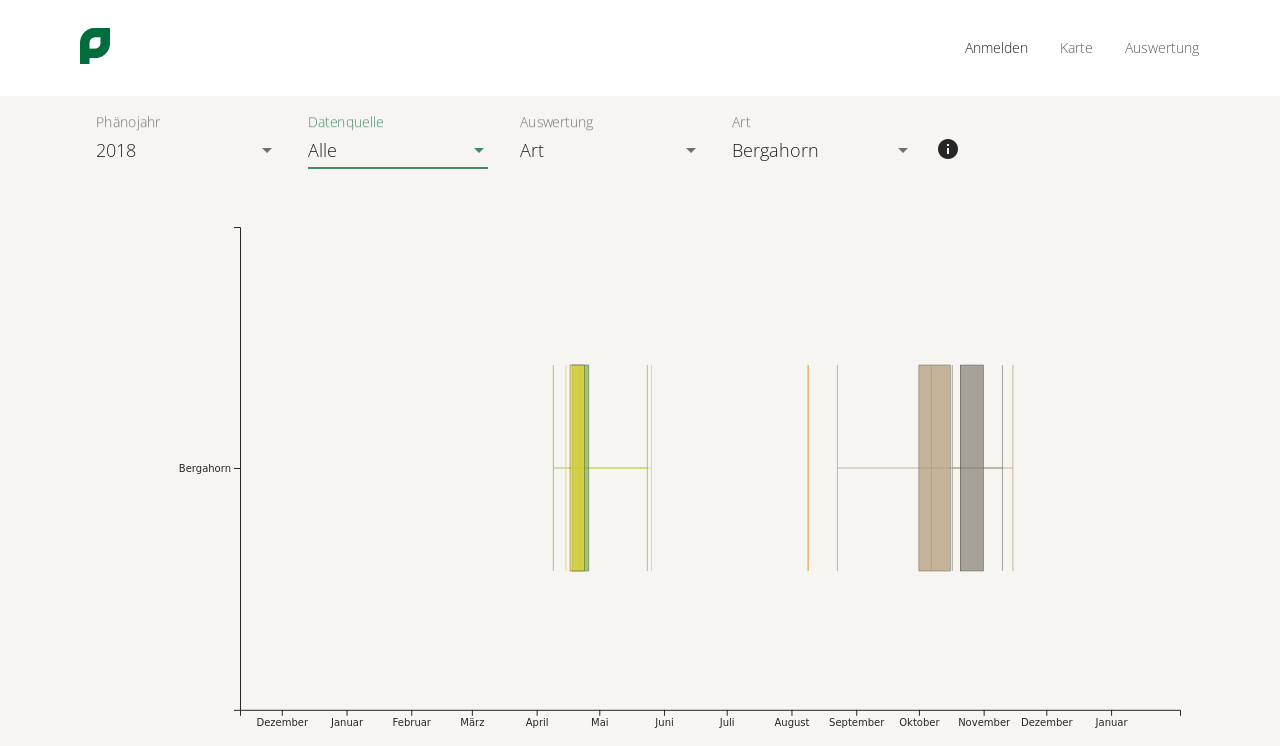 Anmelden Karte Auswertung
Phänojahr Datenquelle Auswertung Art
2018 Alle Art Bergahorn
Bergahorn
Dezember Januar Februar März April Mai Juni Juli August September Oktober November Dezember Januar